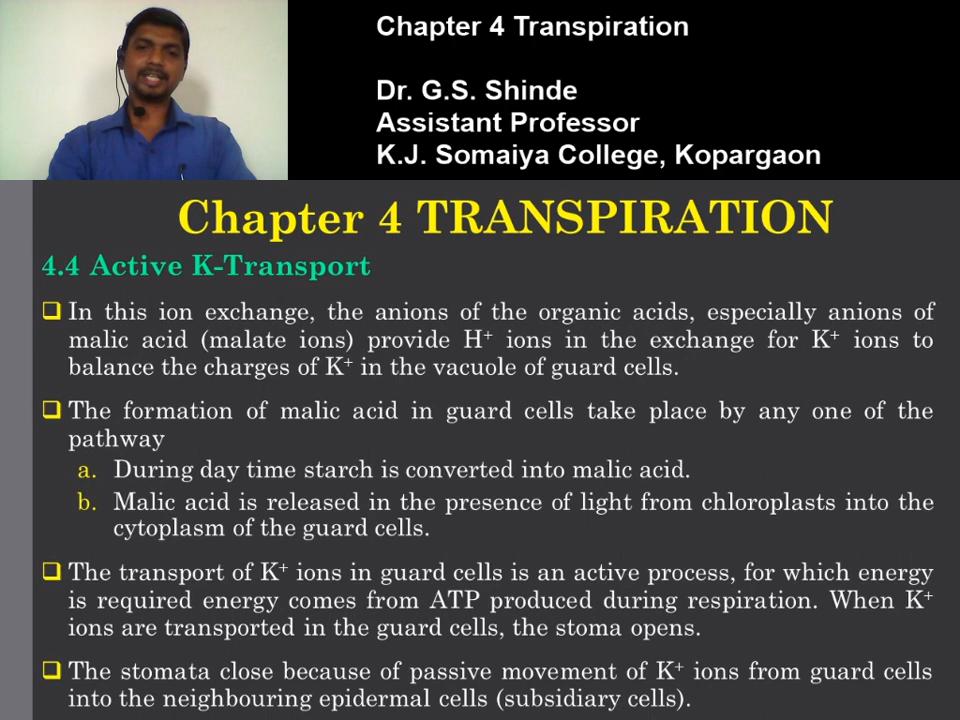 Chapter 4 Transpiration
Dr. G.S. Shinde
Assistant Professor
K.J. Somaiya College, Kopargaon
Chapter 4 TRANSPIRATION
4.4 Active K-Transport
❑ In this ion exchange, the anions of the organic acids, especially anions of
malic acid (malate ions) provide H⁺ ions in the exchange for K⁺ ions to
balance the charges of K⁺ in the vacuole of guard cells.
❑ The formation of malic acid in guard cells take place by any one of the
pathway
a. During day time starch is converted into malic acid.
b. Malic acid is released in the presence of light from chloroplasts into the
cytoplasm of the guard cells.
❑ The transport of K⁺ ions in guard cells is an active process, for which energy
is required energy comes from ATP produced during respiration. When K⁺
ions are transported in the guard cells, the stoma opens.
❑ The stomata close because of passive movement of K⁺ ions from guard cells
into the neighbouring epidermal cells (subsidiary cells).